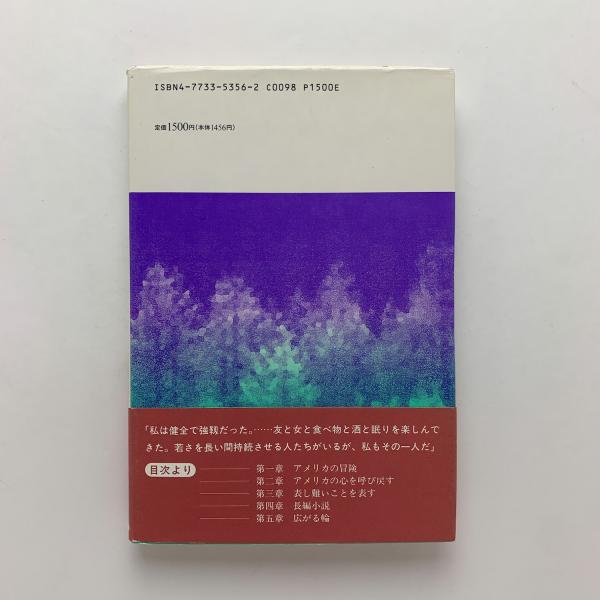 ISBN4-7733-5356-2 C0098 P1500E
定価1500円(本体1456円)
「私は健全で強靱だった。……友と女と食べ物と酒と眠りを楽しんで
きた。若さを長い間持続させる人たちがいるが、私もその一人だ」
目次より
第一章 アメリカの冒険
第二章 アメリカの心を呼び戻す
第三章 表し難いことを表す
第四章 長編小説
第五章 広がる輪